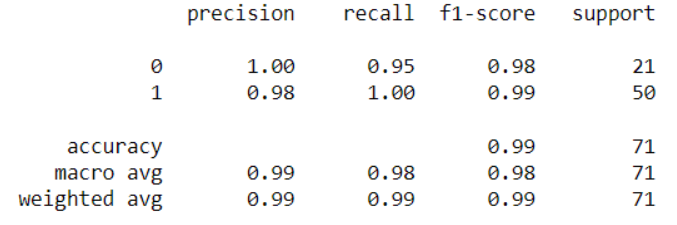 precision recall f1-score support
0 1.00 0.95 0.98 21
1 0.98 1.00 0.99 50
accuracy 0.99 71
macro avg 0.99 0.98 0.98 71
weighted avg 0.99 0.99 0.99 71